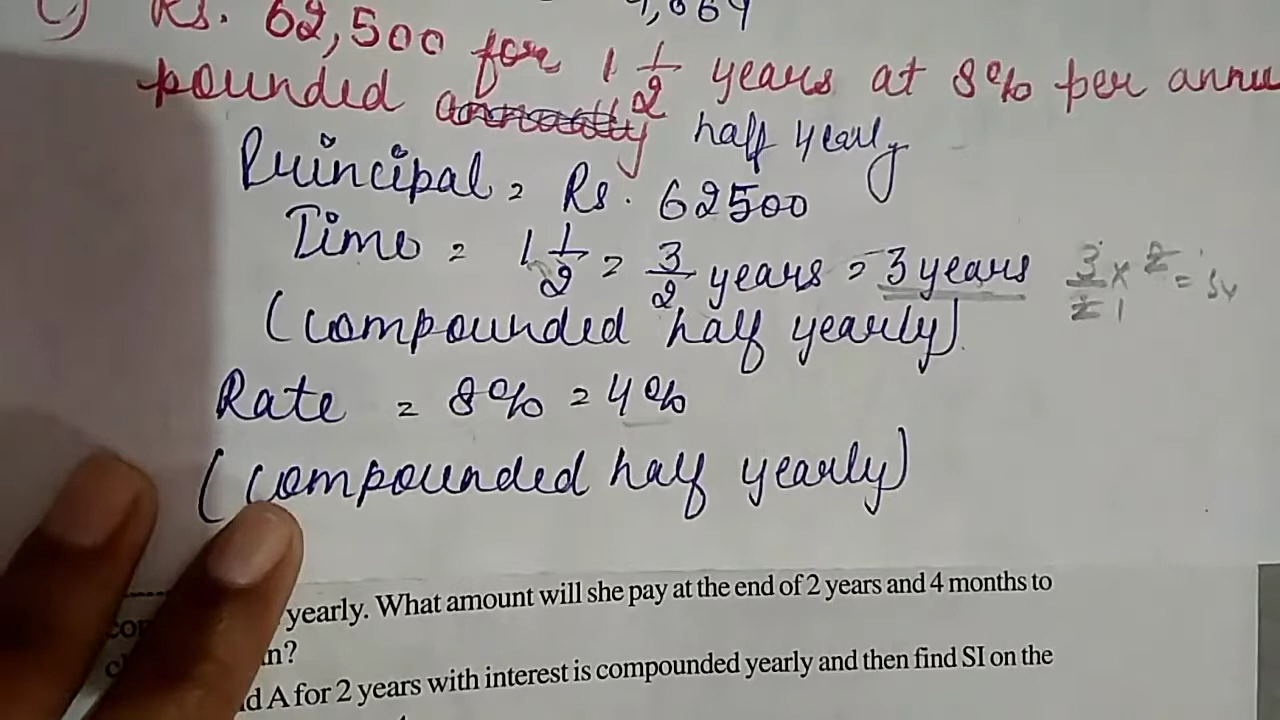 c) Rs. 62,500 for 1 1/2 years at 8% per annu
pounded half yearly
Principal = Rs. 62500
Time = 1 1/2 = 3/2 years = 3 years
3/2 x 2/1 =
(compounded half yearly)
Rate = 8% = 4%
(compounded half yearly)
yearly. What amount will she pay at the end of 2 years and 4 months to
n?
d A for 2 years with interest is compounded yearly and then find SI on the